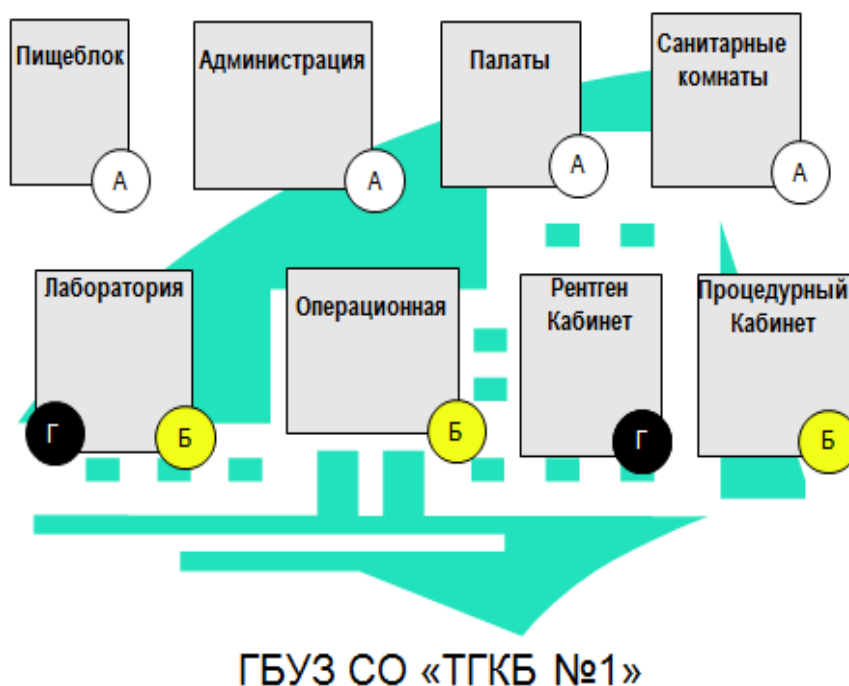 Пищеблок
А
Администрация
А
Палаты
А
Санитарные
комнаты
А
Лаборатория
Г
Б
Операционная
Б
Рентген
Кабинет
Г
Процедурный
Кабинет
Б
ГБУЗ СО «ТГКБ №1»